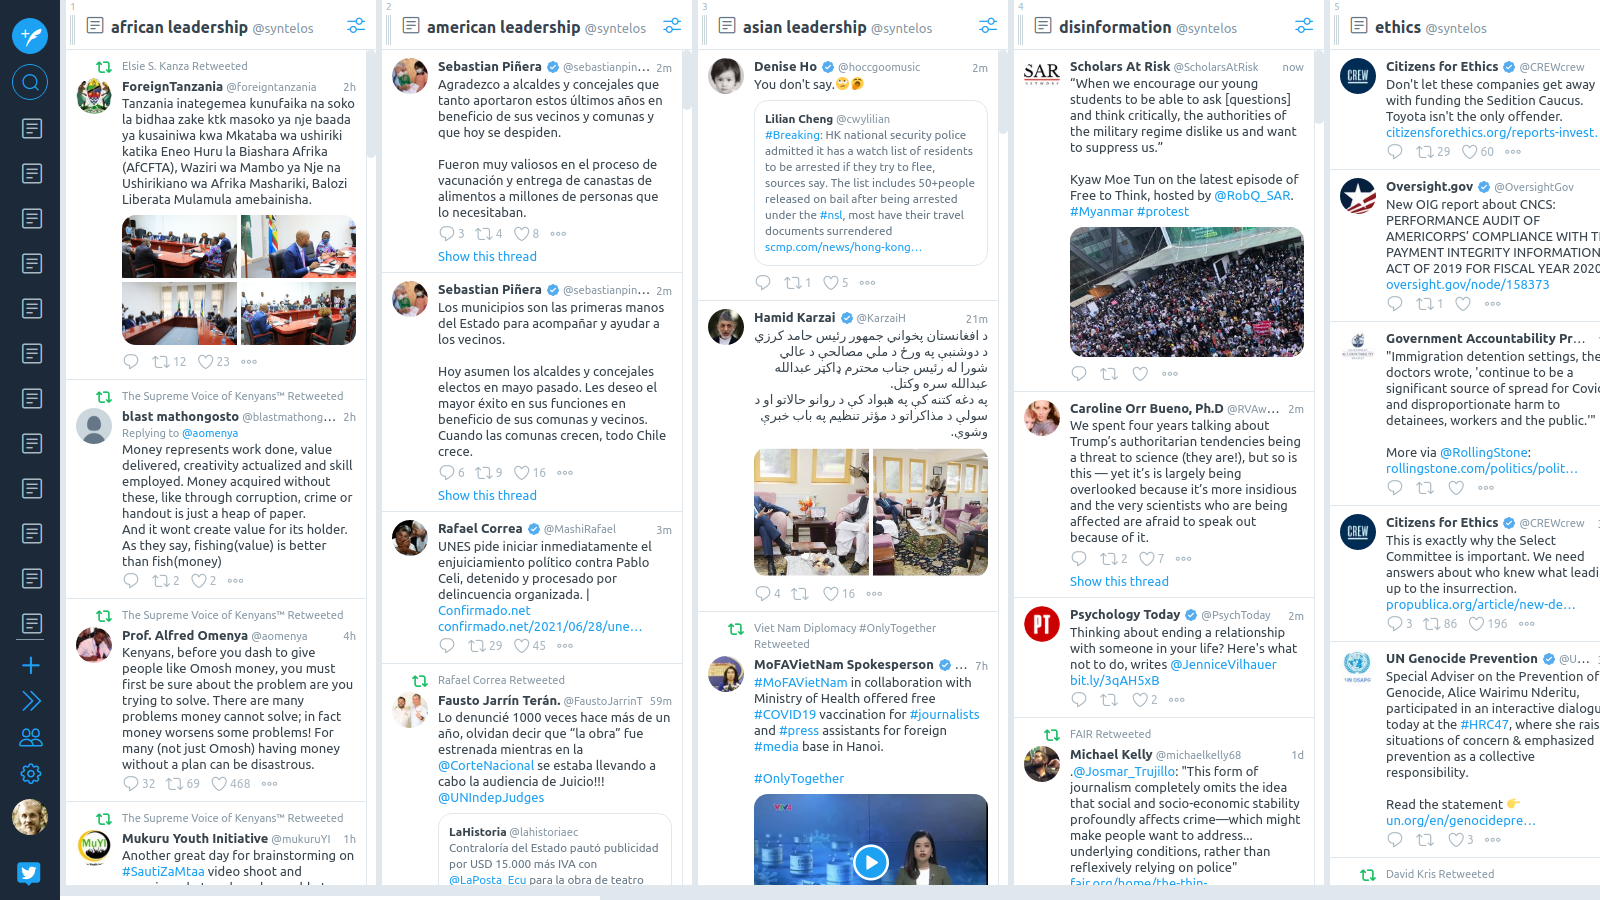 1
african leadership @syntelos
Elsie S. Kanza Retweeted
ForeignTanzania @foreigntanzania 2h
Tanzania inategemea kunufaika na soko
la bidhaa zake ktk masoko ya nje baada
ya kusainiwa kwa Mkataba wa ushiriki
katika Eneo Huru la Biashara Afrika
(AfCFTA), Waziri wa Mambo ya Nje na
Ushirikiano wa Afrika Mashariki, Balozi
Liberata Mulamula amebainisha.
12 23
The Supreme Voice of Kenyans™ Retweeted
blast mathongosto @blastmathong... 2h
Replying to @aomenya
Money represents work done, value
delivered, creativity actualized and skill
employed. Money acquired without
these, like through corruption, crime or
handout is just a heap of paper.
And it wont create value for its holder.
As they say, fishing(value) is better
than fish(money)
2 2
The Supreme Voice of Kenyans™ Retweeted
Prof. Alfred Omenya @aomenya 4h
Kenyans, before you dash to give
people like Omosh money, you must
first be sure about the problem are you
trying to solve. There are many
problems money cannot solve; in fact
money worsens some problems! For
many (not just Omosh) having money
without a plan can be disastrous.
32 69 468
The Supreme Voice of Kenyans™ Retweeted
Mukuru Youth Initiative @mukuruYI 1h
Another great day for brainstorming on
#SautiZaMtaa video shoot and
2
american leadership @syntelos
Sebastian Piñera @sebastianpin... 2m
Agradezco a alcaldes y concejales que
tanto aportaron estos últimos años en
beneficio de sus vecinos y comunas y
que hoy se despiden.
Fueron muy valiosos en el proceso de
vacunación y entrega de canastas de
alimentos a millones de personas que
lo necesitaban.
3 4 8
Show this thread
Sebastian Piñera @sebastianpin... 2m
Los municipios son las primeras manos
del Estado para acompañar y ayudar a
los vecinos.
Hoy asumen los alcaldes y concejales
electos en mayo pasado. Les deseo el
mayor éxito en sus funciones en
beneficio de sus comunas y vecinos.
Cuando las comunas crecen, todo Chile
crece.
6 9 16
Show this thread
Rafael Correa @MashiRafael 3m
UNES pide iniciar inmediatamente el
enjuiciamiento político contra Pablo
Celi, detenido y procesado por
delincuencia organizada. |
Confirmado.net
confirmado.net/2021/06/28/une...
29 45
Rafael Correa Retweeted
Fausto Jarrín Terán. @FaustoJarrinT 59m
Lo denuncié 1000 veces hace más de un
año, olvidan decir que “la obra” fue
estrenada mientras en la
@CorteNacional se estaba llevando a
cabo la audiencia de Juicio!!!
@UNIndepJudges
LaHistoria @lahistoriaec
Contraloría del Estado pautó publicidad
por USD 15.000 más IVA con
@LaPosta_Ecu para la obra de teatro
3
asian leadership @syntelos
Denise Ho @hoccgoomusic 2m
You don't say.🙄🤌
Lilian Cheng @cwylilian
#Breaking: HK national security police
admitted it has a watch list of residents
to be arrested if they try to flee,
sources say. The list includes 50+people
released on bail after being arrested
under the #nsl, most have their travel
documents surrendered
scmp.com/news/hong-kong...
1 5
Hamid Karzai @KarzaiH 21m
د افغانستان پخواني جمهور رئیس حامد کرزي
د دوشنبې په ورځ د ملي مصالحې د عالي
شورا له رئیس جناب محترم ډاکټر عبدالله
عبدالله سره وکتل.
په دغه کتنه کې په هېواد کې د روانو حالاتو او د
سولې د مذاکراتو د مؤثر تنظیم په باب خبرې
وشوې.
4 16
Viet Nam Diplomacy #OnlyTogether
Retweeted
MoFAVietNam Spokesperson ... 7h
#MoFAVietNam in collaboration with
Ministry of Health offered free
#COVID19 vaccination for #journalists
and #press assistants for foreign
#media base in Hanoi.
#OnlyTogether
VTV4
4
disinformation @syntelos
SAR
NETWORK
Scholars At Risk @ScholarsAtRisk now
“When we encourage our young
students to be able to ask [questions]
and think critically, the authorities of
the military regime dislike us and want
to suppress us.”
Kyaw Moe Tun on the latest episode of
Free to Think, hosted by @RobQ_SAR.
#Myanmar #protest
Caroline Orr Bueno, Ph.D @RVAw... 2m
We spent four years talking about
Trump’s authoritarian tendencies being
a threat to science (they are!), but so is
this — yet it’s is largely being
overlooked because it’s more insidious
and the very scientists who are being
affected are afraid to speak out
because of it.
2 7
Show this thread
PT
Psychology Today @PsychToday 2m
Thinking about ending a relationship
with someone in your life? Here's what
not to do, writes @JenniceVilhauer
bit.ly/3qAH5xB
2
FAIR Retweeted
Michael Kelly @michaelkelly68 1d
.@Josmar_Trujillo: "This form of
journalism completely omits the idea
that social and socio-economic stability
profoundly affects crime—which might
make people want to address...
underlying conditions, rather than
reflexively relying on police"
fair.org/home/the-thin-
5
ethics @syntelos
CREW
Citizens for Ethics @CREWcrew
Don't let these companies get away
with funding the Sedition Caucus.
Toyota isn't the only offender.
citizensforethics.org/reports-invest.
29 60
Oversight.gov @OversightGov
New OIG report about CNCS:
PERFORMANCE AUDIT OF
AMERICORPS’ COMPLIANCE WITH T
PAYMENT INTEGRITY INFORMATION
ACT OF 2019 FOR FISCAL YEAR 2020
oversight.gov/node/158373
1
Government Accountability Pr...
"Immigration detention settings, the
doctors wrote, 'continue to be a
significant source of spread for Covid
and disproportionate harm to
detainees, workers and the public.'"
More via @RollingStone:
rollingstone.com/politics/polit...
CREW
Citizens for Ethics @CREWcrew
This is exactly why the Select
Committee is important. We need
answers about who knew what leadi
up to the insurrection.
propublica.org/article/new-de...
3 86 196
UN OSAPG
UN Genocide Prevention @U...
Special Adviser on the Prevention of
Genocide, Alice Wairimu Nderitu,
participated in an interactive dialogu
today at the #HRC47, where she rais
situations of concern & emphasized
prevention as a collective
responsibility.
Read the statement 👉
un.org/en/genocidepre...
3
David Kris Retweeted